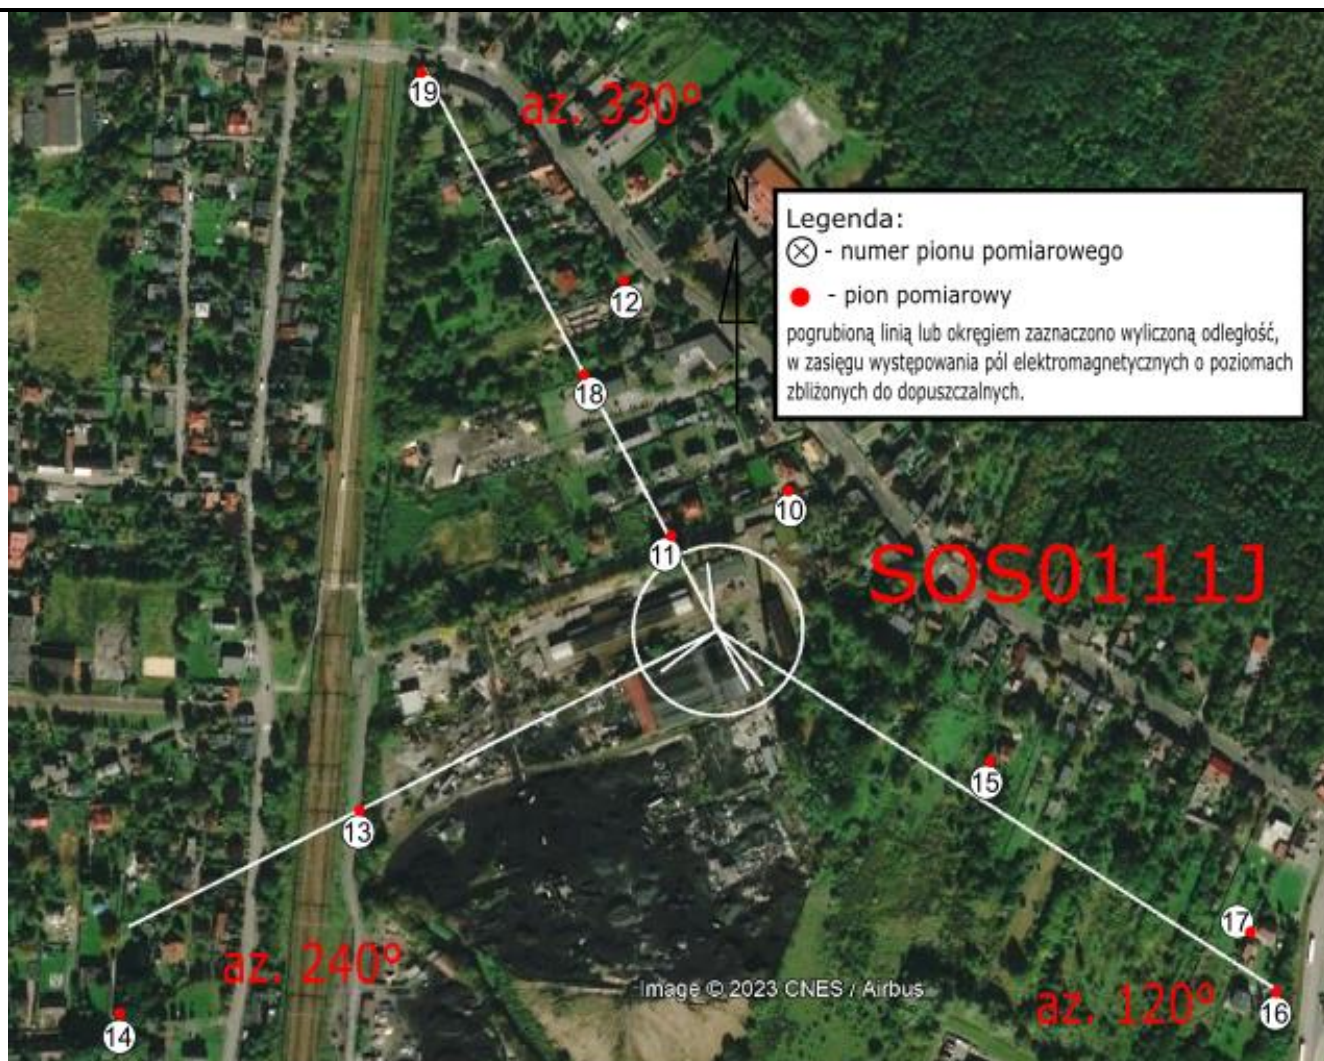 19
az. 330°
N
Legenda:
- numer pionu pomiarowego
- pion pomiarowy
pogrubioną linią lub okręgiem zaznaczono wyliczoną odległość,
w zasięgu występowania pól elektromagnetycznych o poziomach
zbliżonych do dopuszczalnych.
12
18
10
11
SOS0111J
15
13
17
az. 240°
Image © 2023 CNES / Airbus
az. 120°
16
14